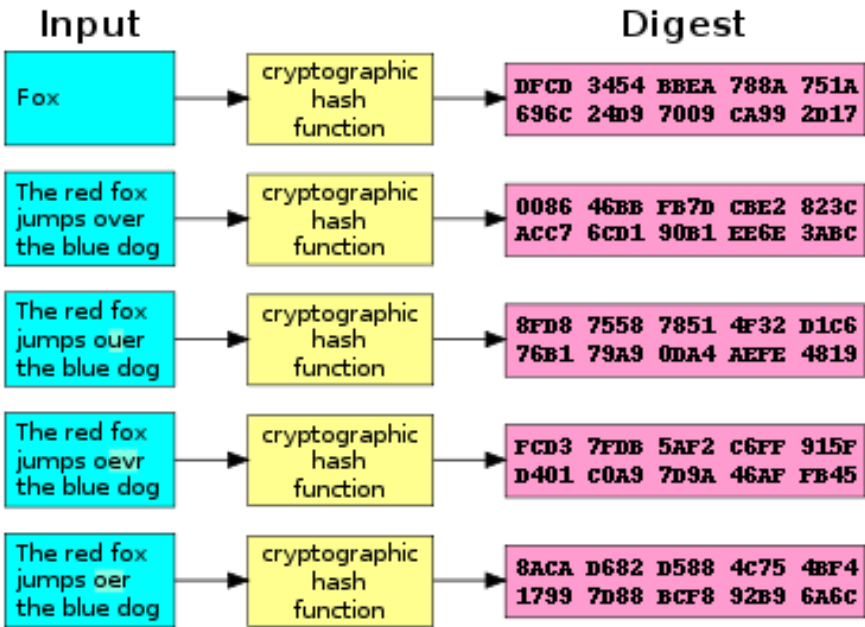 Input
Digest
Fox
cryptographic
hash
function
DFCD 3454 BBEA 788A 751A
696C 24D9 7009 CA99 2D17
The red fox
jumps over
the blue dog
cryptographic
hash
function
0086 46BB FB7D CBE2 823C
ACC7 6CD1 90B1 EE6E 3ABC
The red fox
jumps ouer
the blue dog
cryptographic
hash
function
8FD8 7558 7851 4F32 D1C6
76B1 79A9 0DA4 AEFE 4819
The red fox
jumps oevr
the blue dog
cryptographic
hash
function
FCD3 7FDB 5AF2 C6FF 915F
D401 C0A9 7D9A 46AF FB45
The red fox
jumps oer
the blue dog
cryptographic
hash
function
8ACA D682 D588 4C75 4BF4
1799 7D88 BCF8 92B9 6A6C